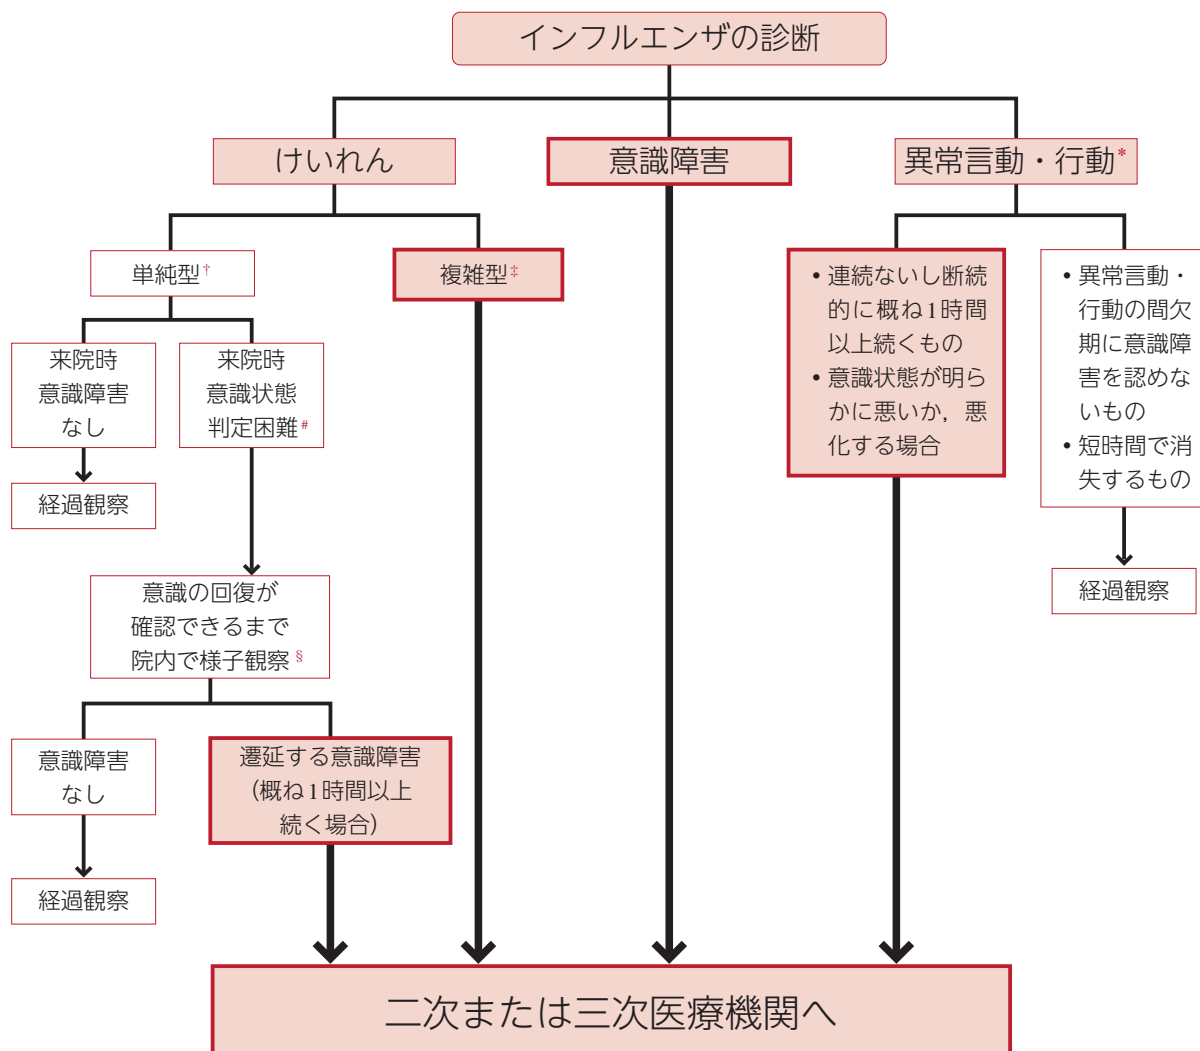 インフルエンザの診断
けいれん
意識障害
異常言動・行動*
単純型†
複雑型‡
来院時
意識障害
なし
来院時
意識状態
判定困難#
経過観察
意識の回復が
確認できるまで
院内で様子観察§
意識障害
なし
遷延する意識障害
(概ね1時間以上
続く場合)
経過観察
• 連続ないし断続
的に概ね1時間
以上続くもの
• 意識状態が明ら
かに悪いか,悪
化する場合
• 異常言動・
行動の間欠
期に意識障
害を認めな
いもの
• 短時間で消
失するもの
経過観察
二次または三次医療機関へ